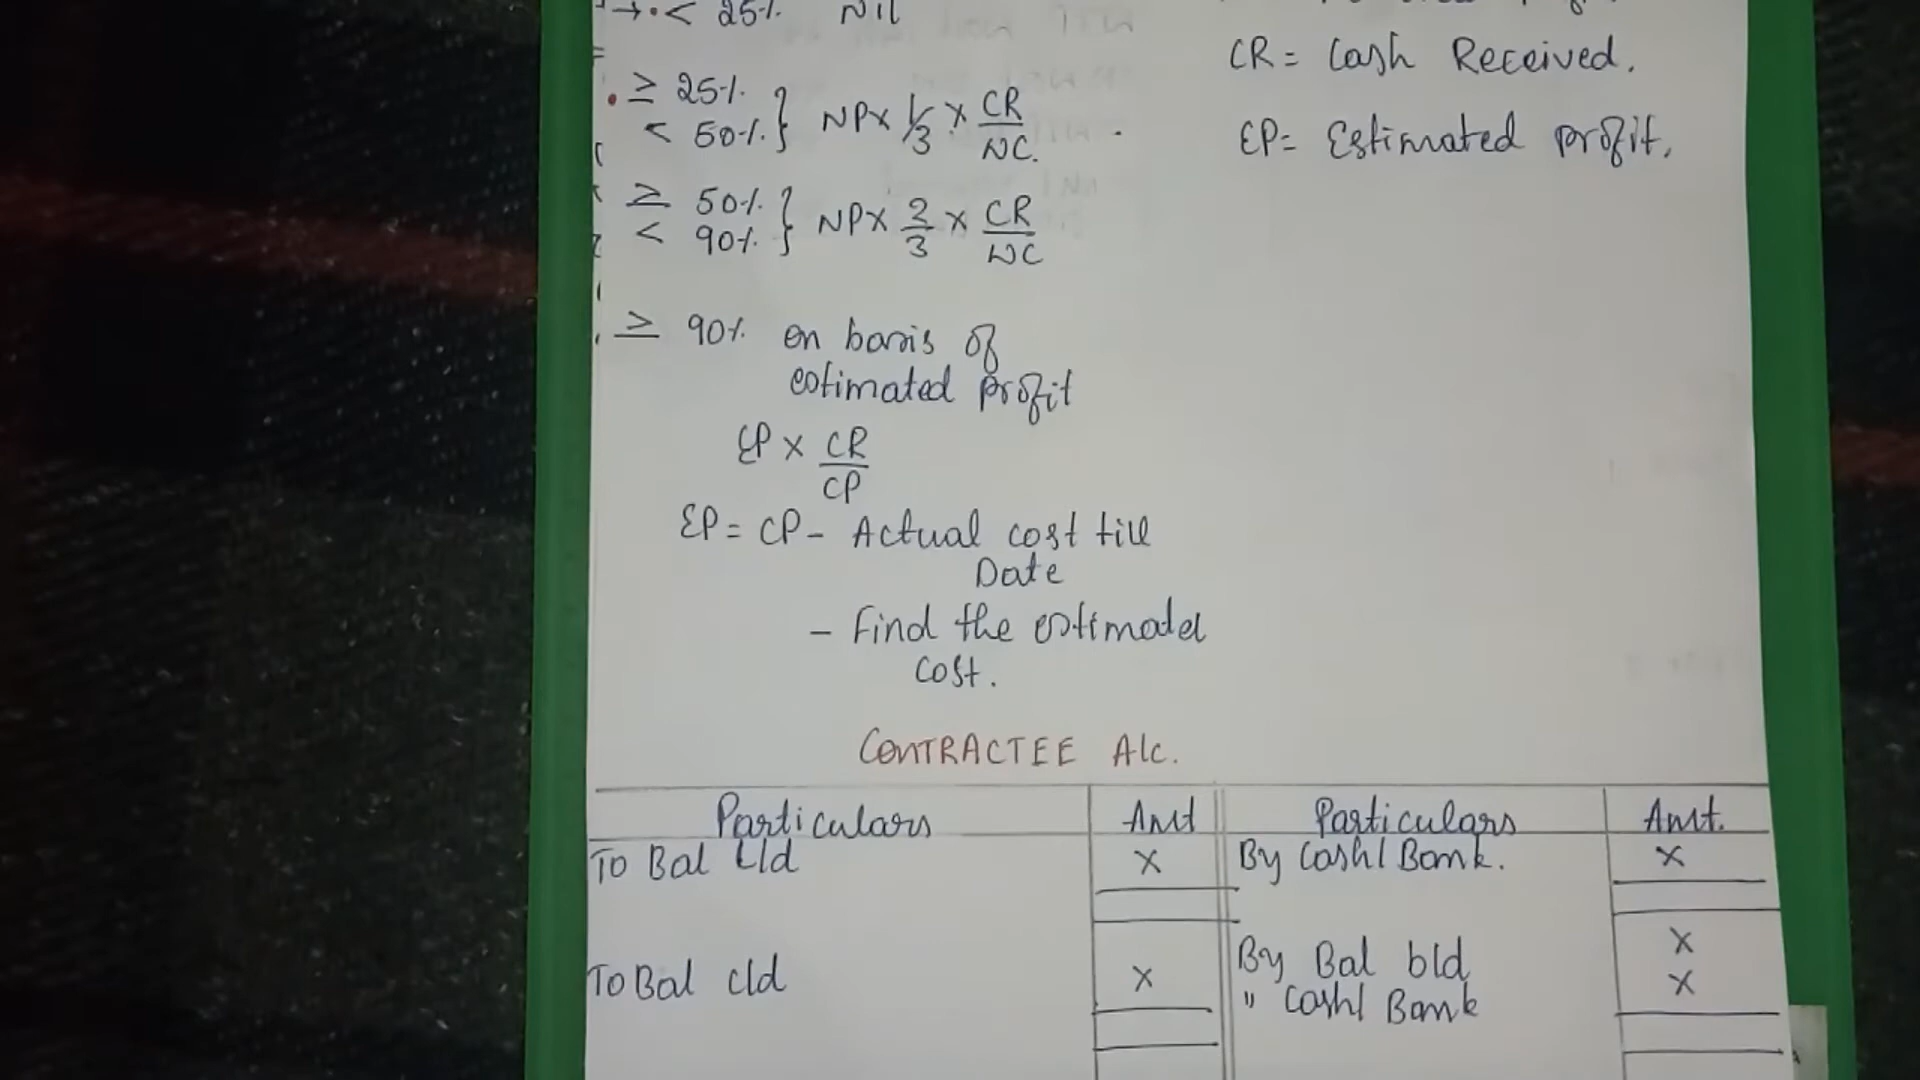 → • < 25% Nil
CR = Cash Received.
• ≥ 25%
< 50% } NP x 1/3 x CR/WC.
EP = Estimated profit.
≥ 50%
< 90% } NP x 2/3 x CR/WC
≥ 90% on basis of
estimated profit
EP x CR/CP
EP = CP - Actual cost till
Date
- Find the estimated
cost.
CONTRACTEE A/c.
Particulars Amt Particulars Amt.
To Bal c/d x By Cash/Bank. x
By Bal b/d x
To Bal c/d x " Cash/Bank x